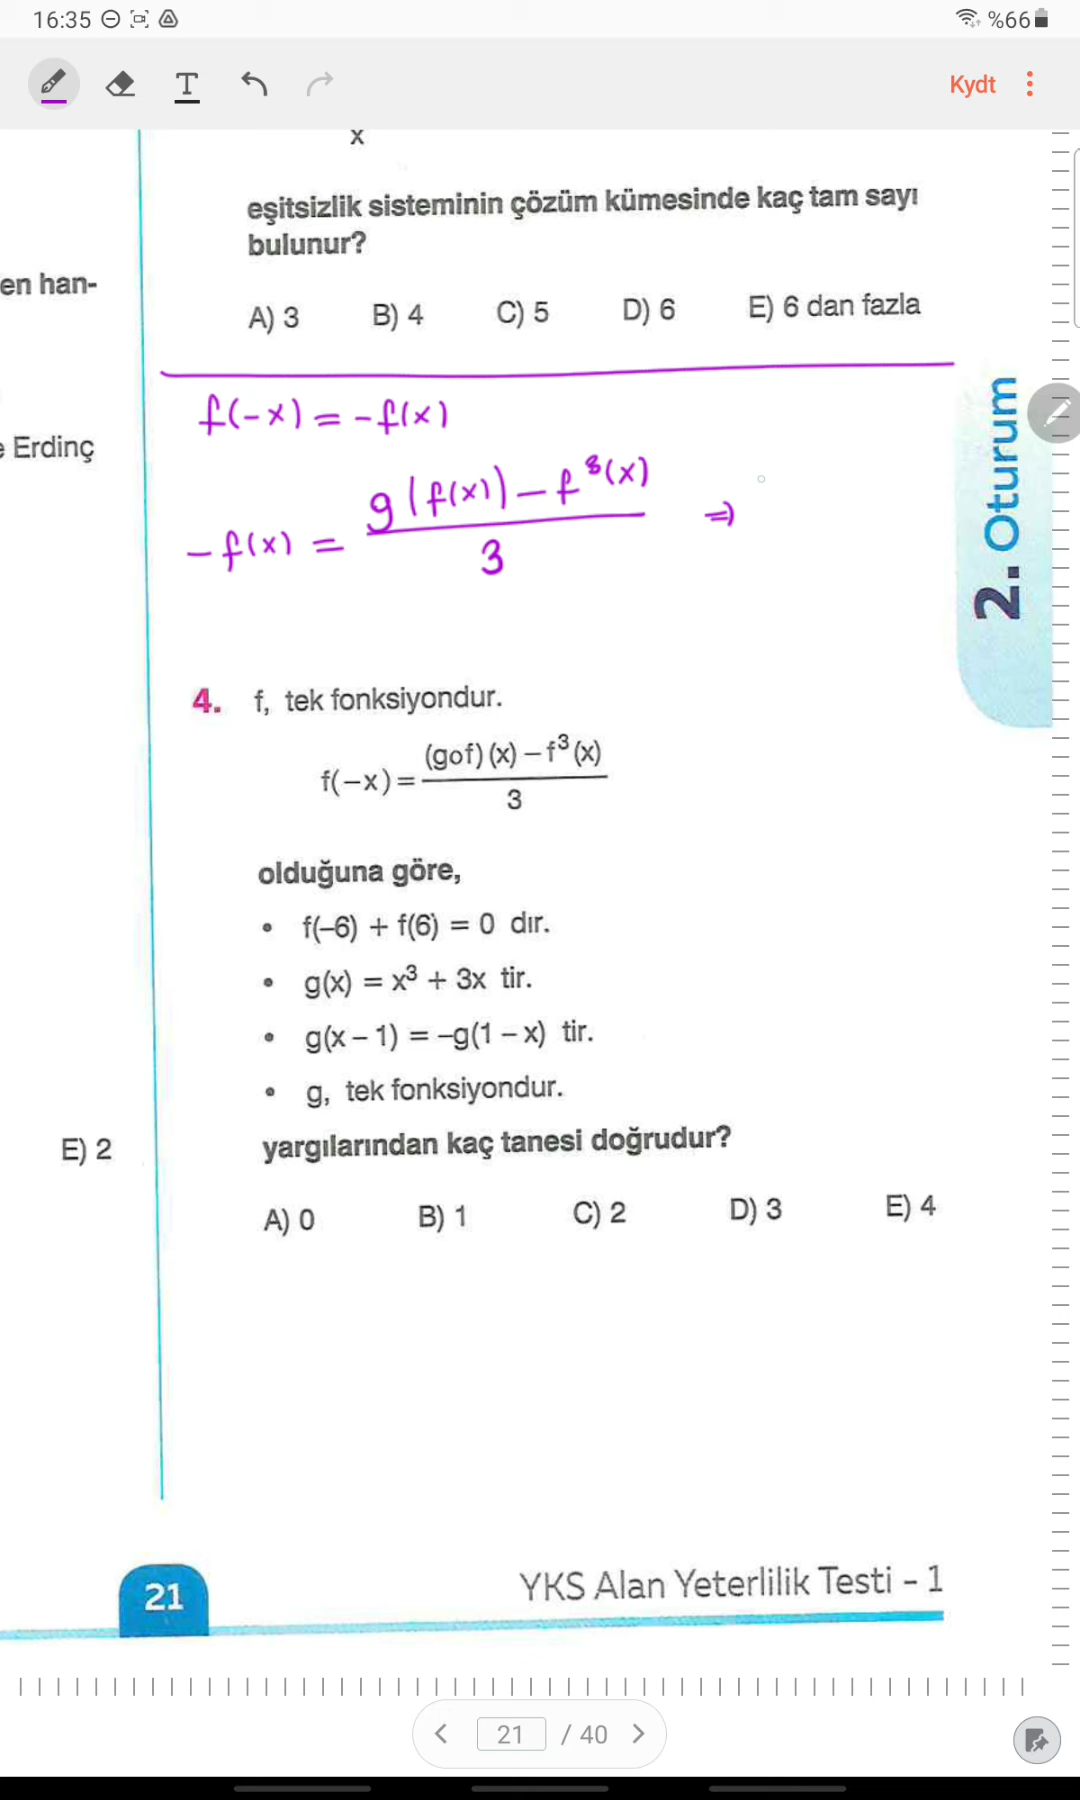 16:35 %66
Kydt
x
eşitsizlik sisteminin çözüm kümesinde kaç tam sayı
bulunur?
en han-
A) 3 B) 4 C) 5 D) 6 E) 6 dan fazla
f(-x) = -f(x)
e Erdinç
-f(x) = g(f(x)) - f³(x) / 3 ⇒
2. Oturum
4. f, tek fonksiyondur.
f(-x) = (gof)(x) - f³(x) / 3
olduğuna göre,
• f(-6) + f(6) = 0 dır.
• g(x) = x³ + 3x tir.
• g(x - 1) = -g(1 - x) tir.
• g, tek fonksiyondur.
E) 2
yargılarından kaç tanesi doğrudur?
A) 0 B) 1 C) 2 D) 3 E) 4
21
YKS Alan Yeterlilik Testi - 1
21 / 40